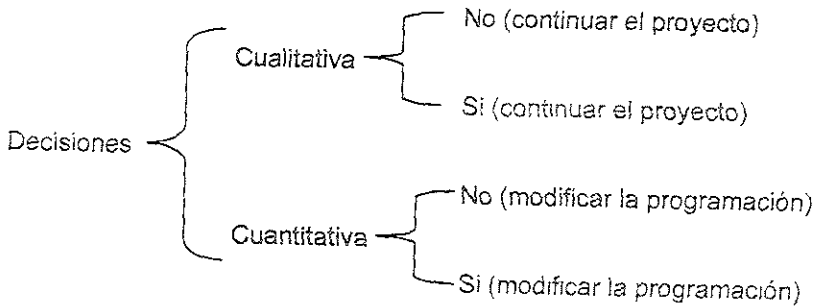 No (continuar el proyecto)
Cualitativa
Si (continuar el proyecto)
Decisiones
No (modificar la programación)
Cuantitativa
Si (modificar la programación)